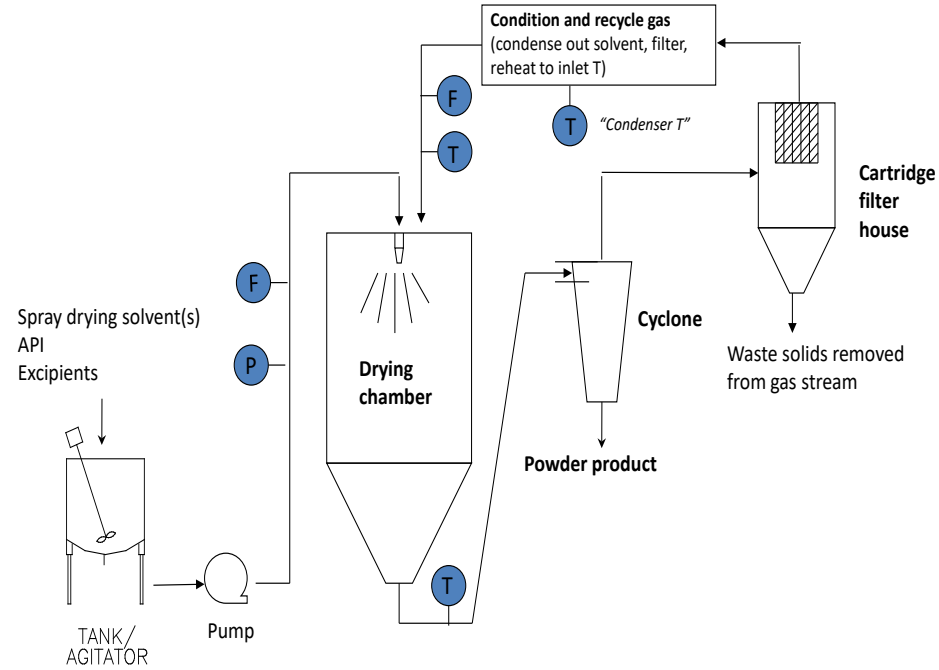 Condition and recycle gas
(condense out solvent, filter,
reheat to inlet T)
F
T
T
“Condenser T”
Cartridge
filter
house
F
P
Spray drying solvent(s)
API
Excipients
Drying
chamber
Cyclone
Waste solids removed
from gas stream
Powder product
T
Pump
TANK/
AGITATOR